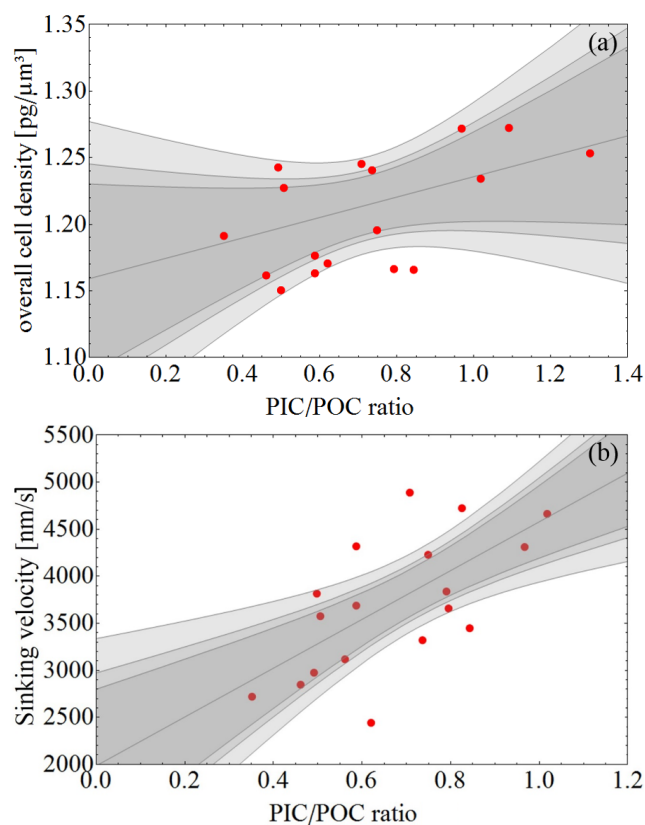 (a)
overall cell density [pg/µm³]
1.35
1.30
1.25
1.20
1.15
1.10
0.0 0.2 0.4 0.6 0.8 1.0 1.2 1.4
PIC/POC ratio
(b)
Sinking velocity [nm/s]
5500
5000
4500
4000
3500
3000
2500
2000
0.0 0.2 0.4 0.6 0.8 1.0 1.2
PIC/POC ratio